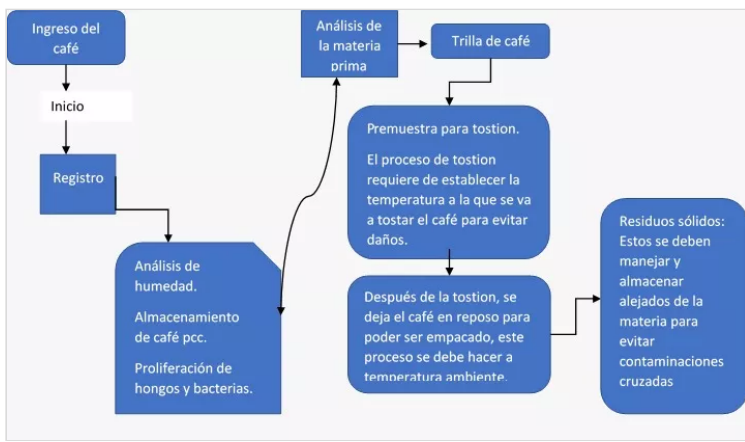 Ingreso del
café
Inicio
Registro
Análisis de
humedad.
Almacenamiento
de café pcc.
Proliferación de
hongos y bacterias.
Análisis de
la materia
prima
Trilla de café
Premuestra para tostion.
El proceso de tostion
requiere de establecer la
temperatura a la que se va
a tostar el café para evitar
daños.
Después de la tostion, se
deja el café en reposo para
poder ser empacado, este
proceso se debe hacer a
temperatura ambiente.
Residuos sólidos:
Estos se deben
manejar y
almacenar
alejados de la
materia para
evitar
contaminaciones
cruzadas